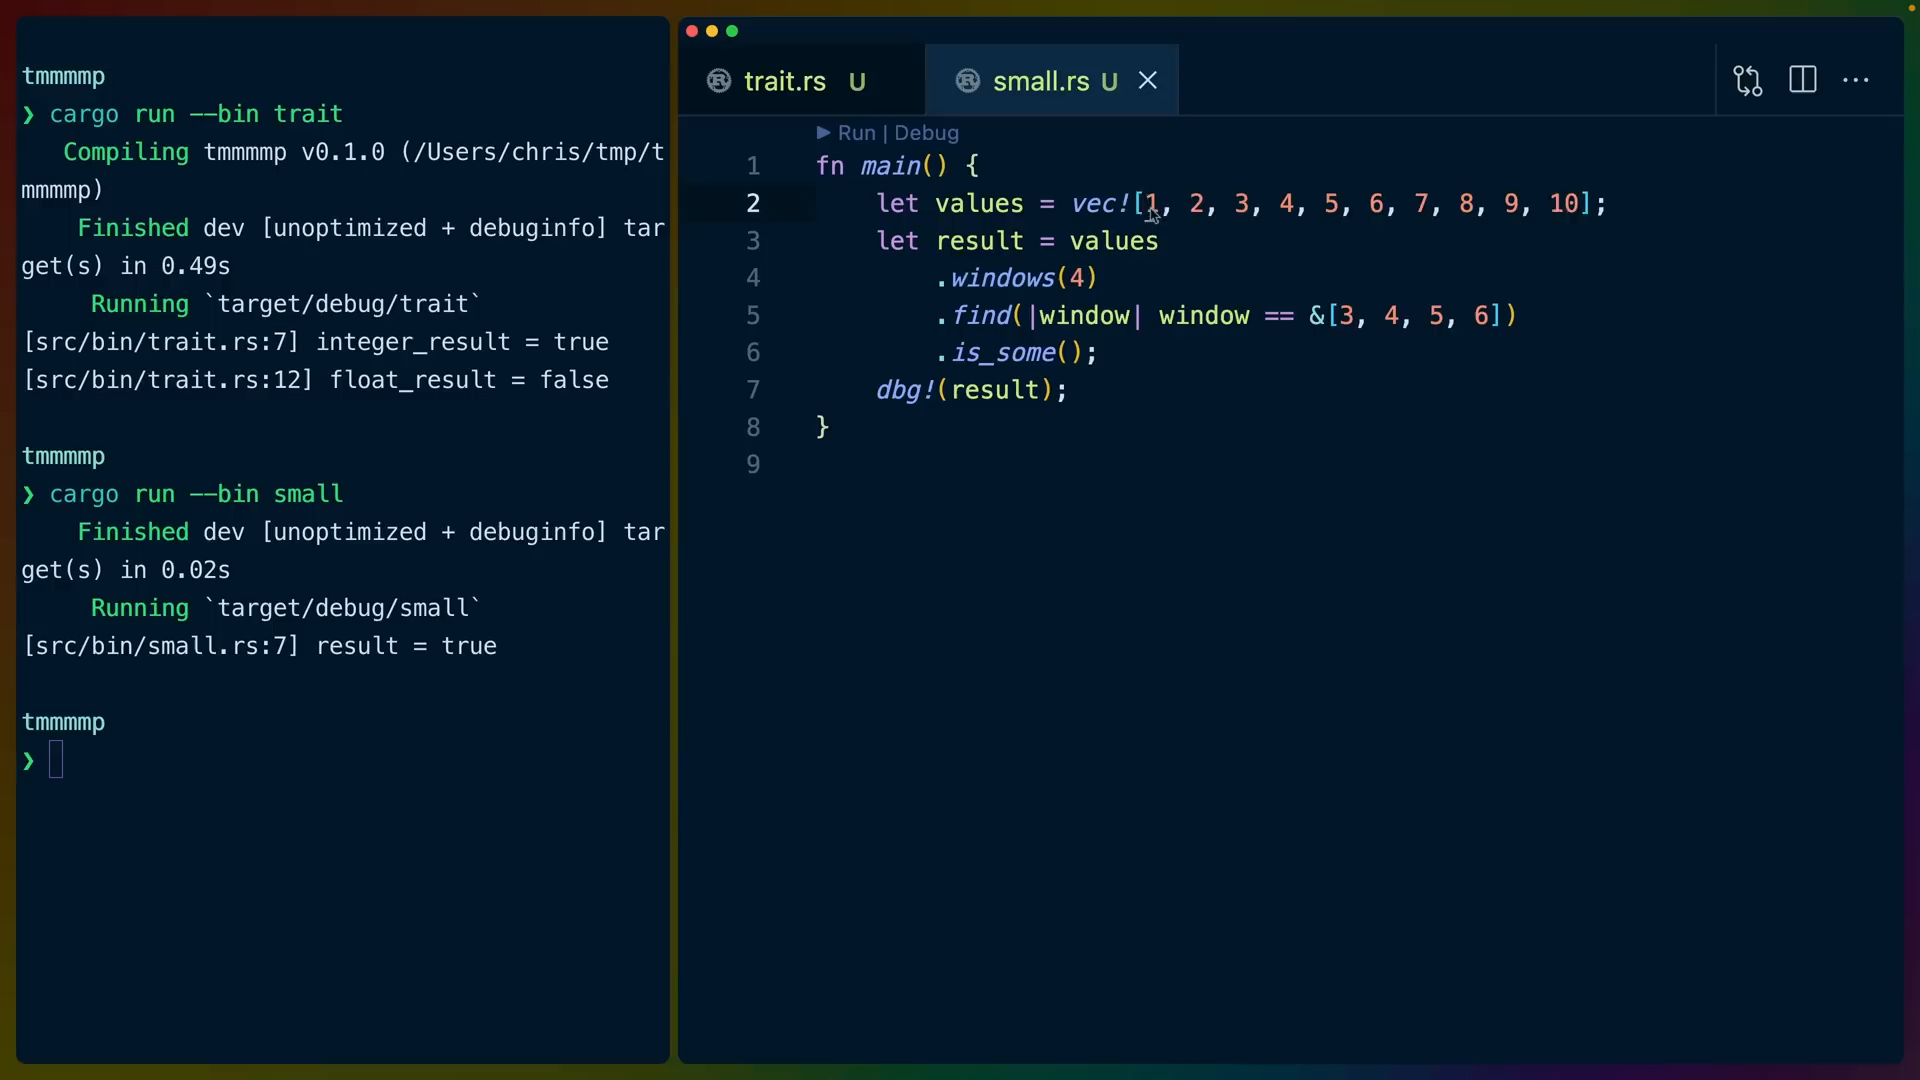 tmmmmp
❯ cargo run --bin trait
   Compiling tmmmmp v0.1.0 (/Users/chris/tmp/t
mmmmp)
    Finished dev [unoptimized + debuginfo] tar
get(s) in 0.49s
     Running `target/debug/trait`
[src/bin/trait.rs:7] integer_result = true
[src/bin/trait.rs:12] float_result = false
tmmmmp
❯ cargo run --bin small
    Finished dev [unoptimized + debuginfo] tar
get(s) in 0.02s
     Running `target/debug/small`
[src/bin/small.rs:7] result = true
tmmmmp
❯
trait.rs U small.rs U
Run | Debug
1 fn main() {
2     let values = vec![1, 2, 3, 4, 5, 6, 7, 8, 9, 10];
3     let result = values
4         .windows(4)
5         .find(|window| window == &[3, 4, 5, 6])
6         .is_some();
7     dbg!(result);
8 }
9